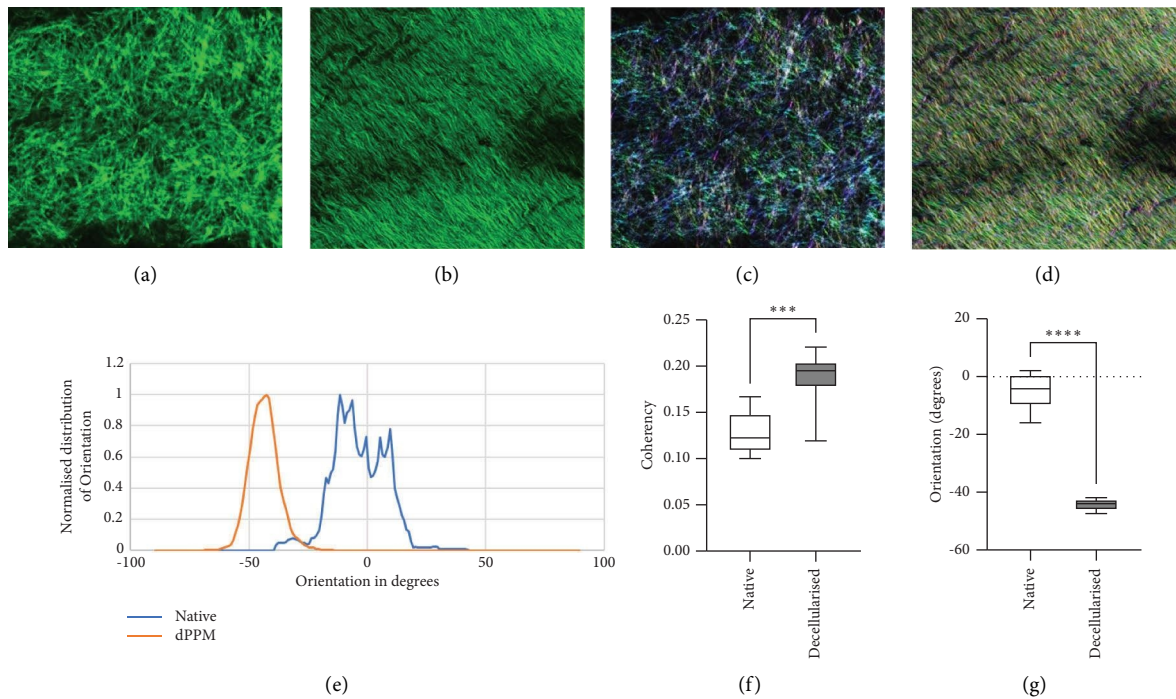 (a)
(b)
(c)
(d)
1.2
1
0.8
0.6
0.4
0.2
0
Normalised distribution
of Orientation
-100
-50
0
50
100
Orientation in degrees
Native
dPPM
(e)
0.25
0.20
0.15
0.10
0.05
0.00
Coherency
***
Native
Decellularised
(f)
20
0
-20
-40
-60
Orientation (degrees)
****
Native
Decellularised
(g)